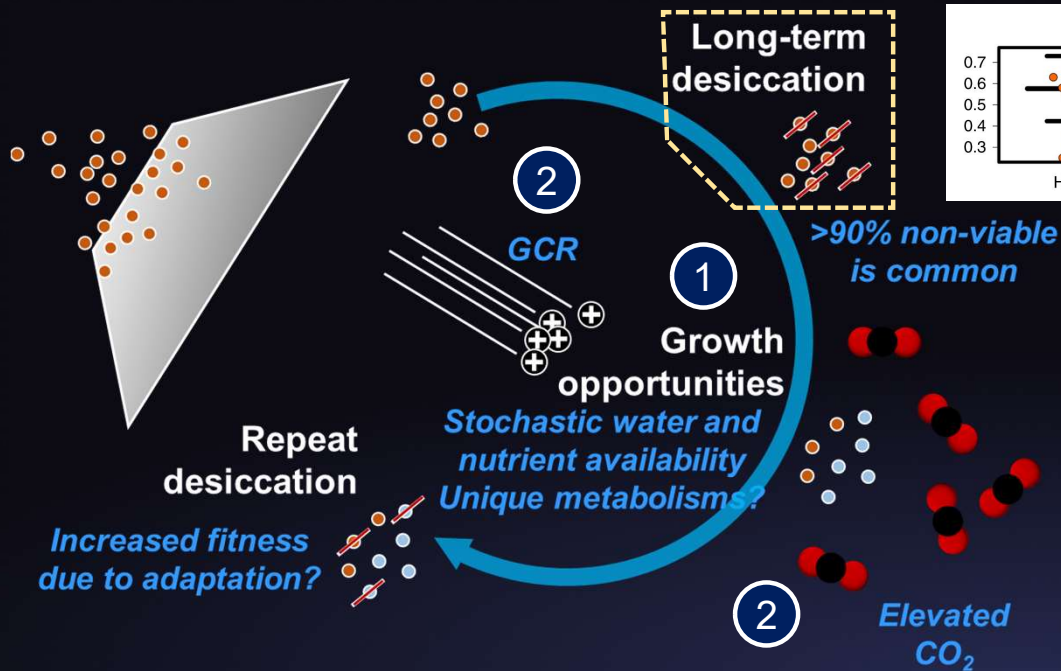 Long-term
desiccation
0.7
0.6
0.5
0.4
0.3
H
2
GCR
>90% non-viable
is common
1
Growth
opportunities
Stochastic water and
nutrient availability
Unique metabolisms?
Repeat
desiccation
Increased fitness
due to adaptation?
2
Elevated
CO₂